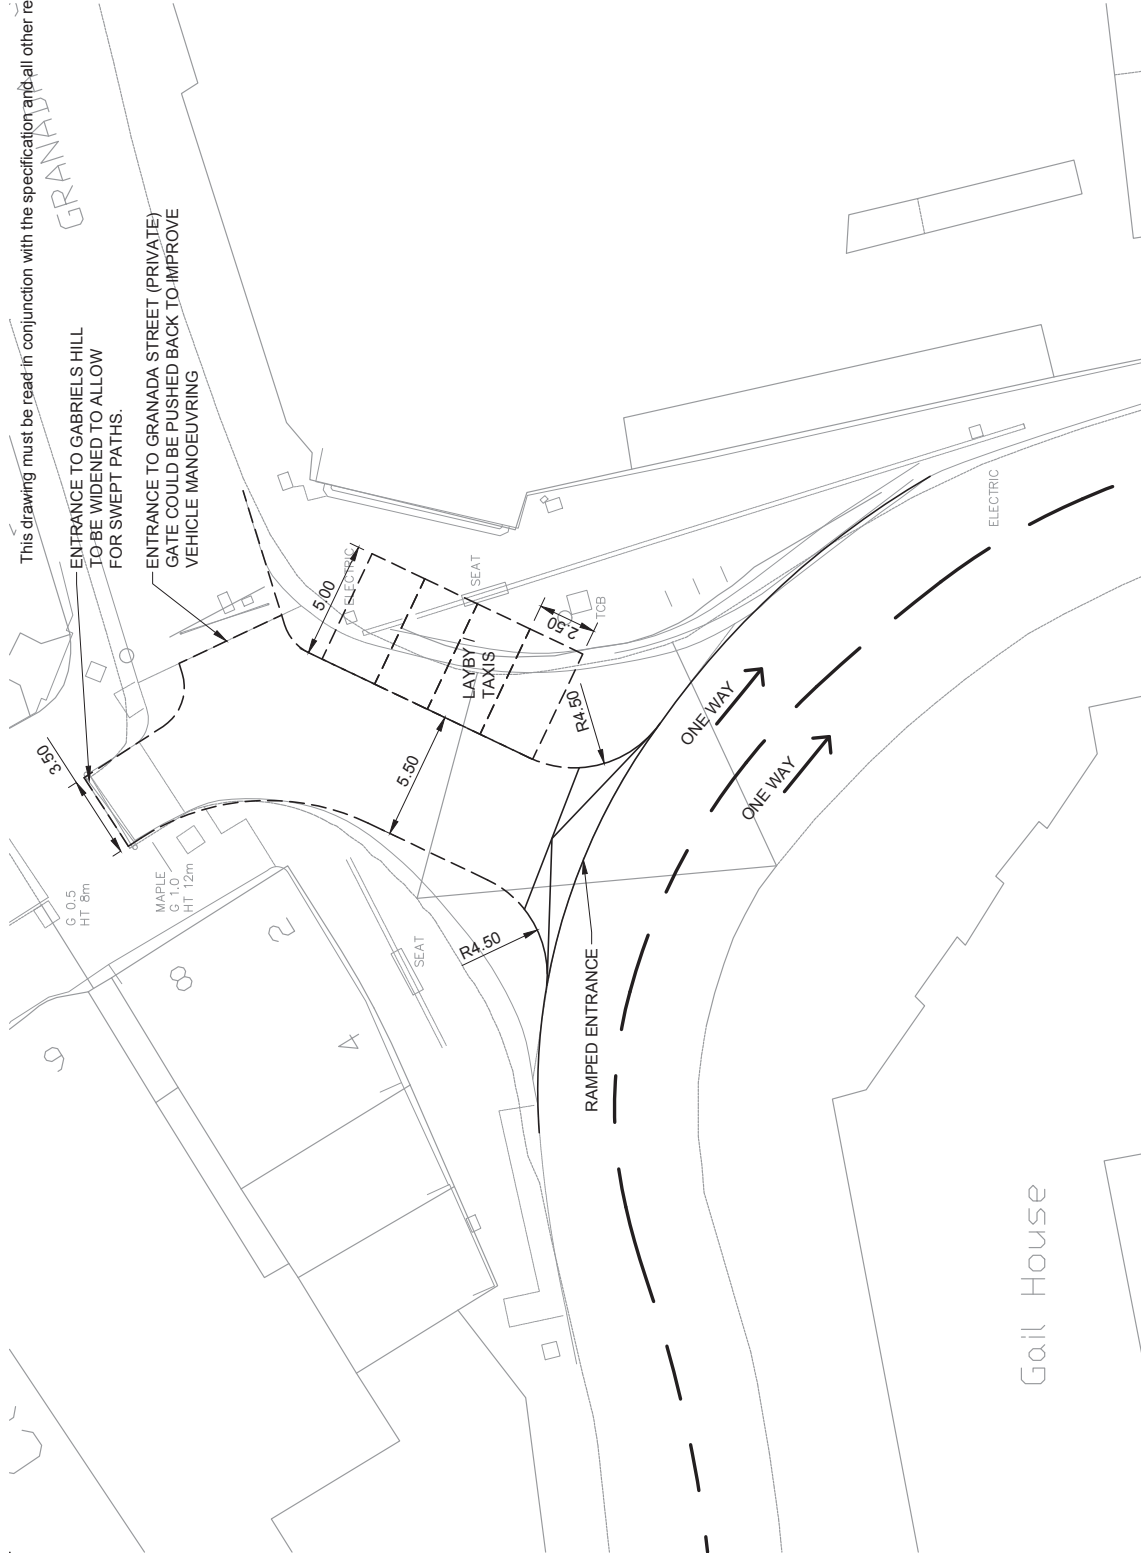 This drawing must be read in conjunction with the specification and all other re
GRANADA
ENTRANCE TO GABRIELS HILL
TO BE WIDENED TO ALLOW
FOR SWEPT PATHS.
ENTRANCE TO GRANADA STREET (PRIVATE)
GATE COULD BE PUSHED BACK TO IMPROVE
VEHICLE MANOEUVRING
3.50
5.00
ELECTRIC
SEAT
TCB
2.50
LAYBY
TAXIS
5.50
R4.50
R4.50
G 0.5
HT 8m
MAPLE
G 1.0
HT 12m
SEAT
2
8
4
6
ONE WAY
ONE WAY
RAMPED ENTRANCE
ELECTRIC
Gail House